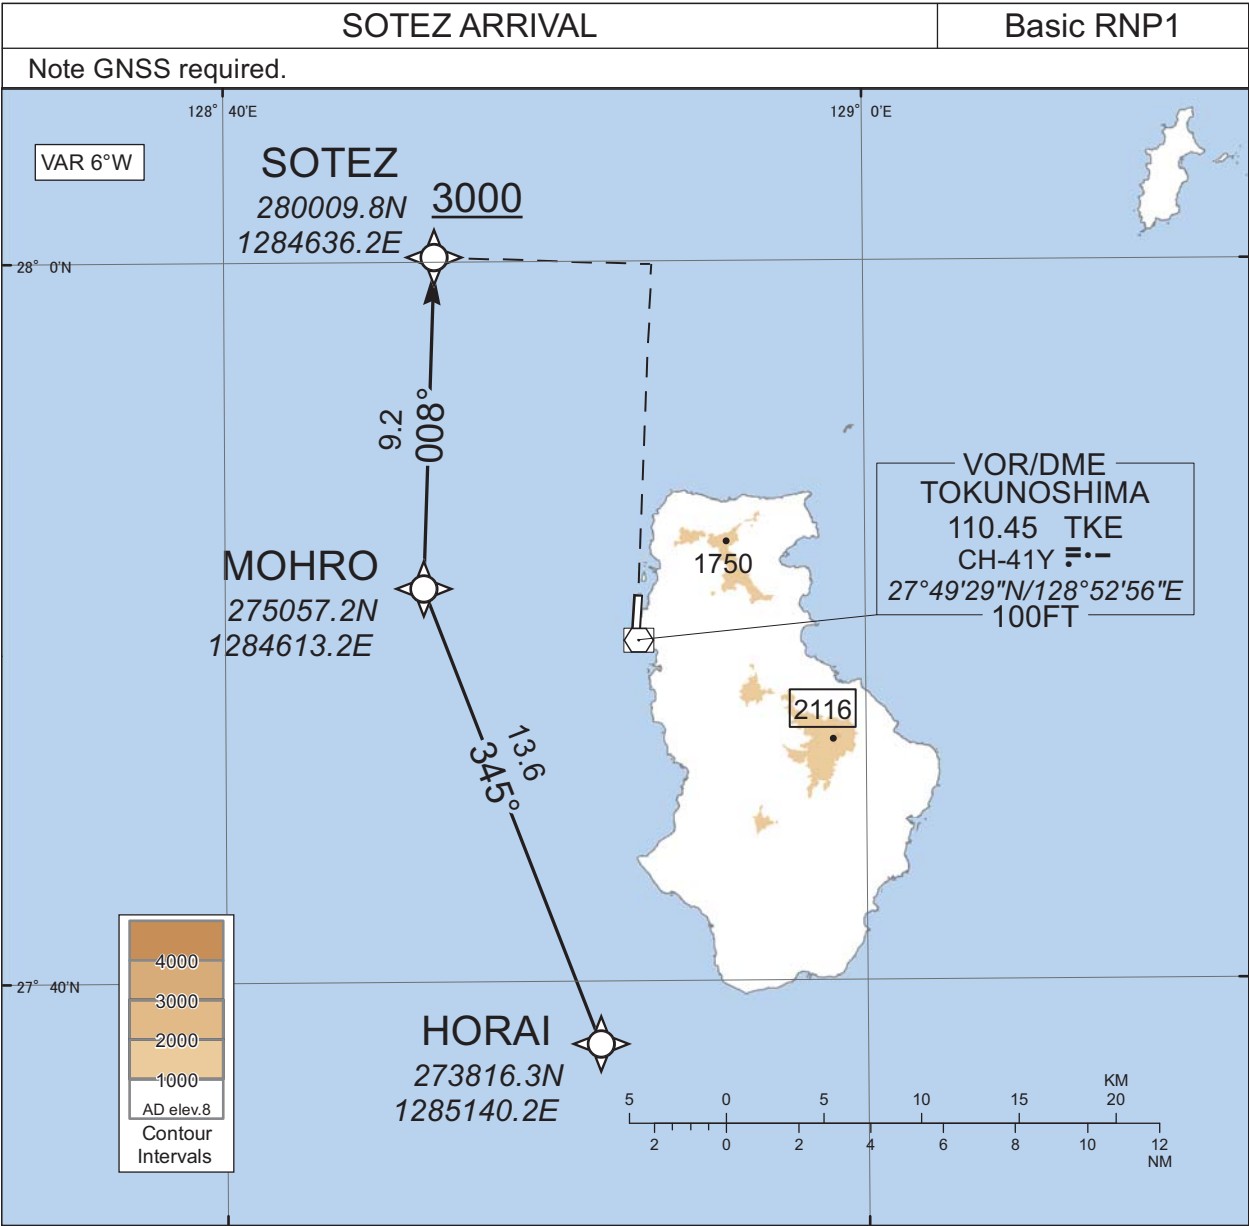 SOTEZ ARRIVAL
Basic RNP1
Note GNSS required.
128° 40'E
129° 0'E
VAR 6°W
SOTEZ
280009.8N
1284636.2E
3000
28° 0'N
9.2
008°
MOHRO
275057.2N
1284613.2E
VOR/DME
TOKUNOSHIMA
110.45 TKE
CH-41Y
27°49'29"N/128°52'56"E
100FT
1750
2116
13.6
345°
27° 40'N
HORAI
273816.3N
1285140.2E
4000
3000
2000
1000
AD elev.8
Contour
Intervals
KM
5 0 5 10 15 20
2 0 2 4 6 8 10 12
NM